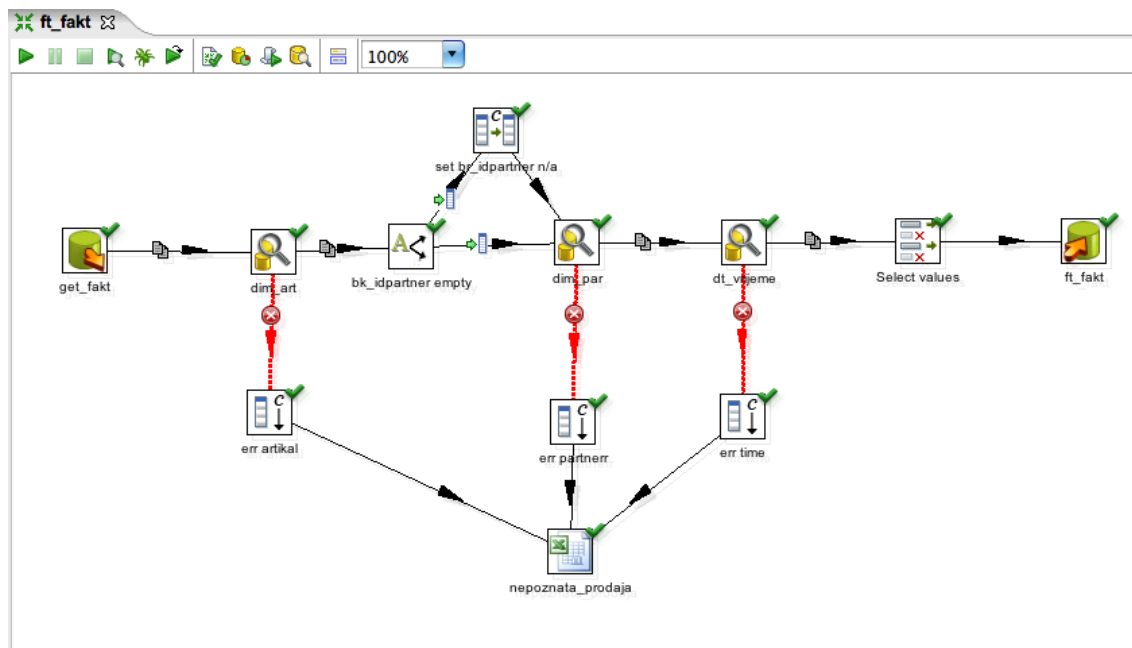 ft_fakt
100%
set br_idpartner n/a
get_fakt
dim_art
bk_idpartner empty
dim_par
dt_vrijeme
Select values
ft_fakt
err artikal
err partnerr
err time
nepoznata_prodaja